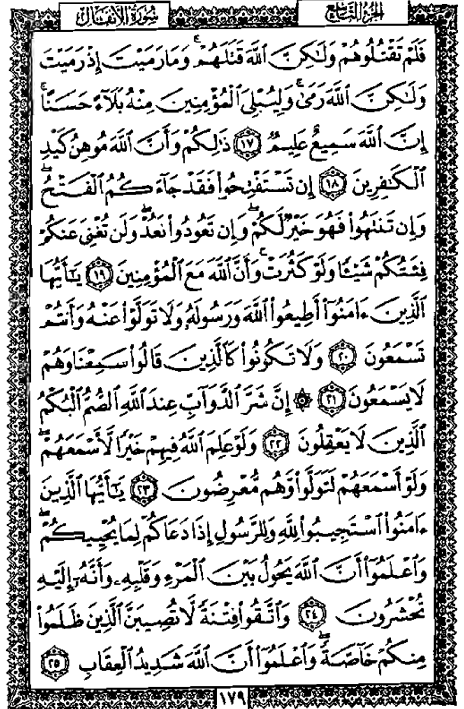 الجزء التاسع
سورة الأنفال
فَلَمْ تَقْتُلُوهُمْ وَلَٰكِنَّ ٱللَّهَ قَتَلَهُمْ ۚ وَمَا رَمَيْتَ إِذْ رَمَيْتَ
وَلَٰكِنَّ ٱللَّهَ رَمَىٰ ۚ وَلِيُبْلِىَ ٱلْمُؤْمِنِينَ مِنْهُ بَلَآءً حَسَنًا ۚ
إِنَّ ٱللَّهَ سَمِيعٌ عَلِيمٌ ١٧ ذَٰلِكُمْ وَأَنَّ ٱللَّهَ مُوهِنُ كَيْدِ
ٱلْكَٰفِرِينَ ١٨ إِن تَسْتَفْتِحُوا۟ فَقَدْ جَآءَكُمُ ٱلْفَتْحُ ۖ
وَإِن تَنتَهُوا۟ فَهُوَ خَيْرٌ لَّكُمْ ۖ وَإِن تَعُودُوا۟ نَعُدْ وَلَن تُغْنِىَ عَنكُمْ
فِئَتُكُمْ شَيْـًٔا وَلَوْ كَثُرَتْ وَأَنَّ ٱللَّهَ مَعَ ٱلْمُؤْمِنِينَ ١٩ يَٰٓأَيُّهَا
ٱلَّذِينَ ءَامَنُوٓا۟ أَطِيعُوا۟ ٱللَّهَ وَرَسُولَهُۥ وَلَا تَوَلَّوْا۟ عَنْهُ وَأَنتُمْ
تَسْمَعُونَ ٢٠ وَلَا تَكُونُوا۟ كَٱلَّذِينَ قَالُوا۟ سَمِعْنَا وَهُمْ
لَا يَسْمَعُونَ ٢١ ۞ إِنَّ شَرَّ ٱلدَّوَآبِّ عِندَ ٱللَّهِ ٱلصُّمُّ ٱلْبُكْمُ
ٱلَّذِينَ لَا يَعْقِلُونَ ٢٢ وَلَوْ عَلِمَ ٱللَّهُ فِيهِمْ خَيْرًا لَّأَسْمَعَهُمْ ۖ
وَلَوْ أَسْمَعَهُمْ لَتَوَلَّوا۟ وَّهُم مُّعْرِضُونَ ٢٣ يَٰٓأَيُّهَا ٱلَّذِينَ
ءَامَنُوا۟ ٱسْتَجِيبُوا۟ لِلَّهِ وَلِلرَّسُولِ إِذَا دَعَاكُمْ لِمَا يُحْيِيكُمْ ۖ
وَٱعْلَمُوٓا۟ أَنَّ ٱللَّهَ يَحُولُ بَيْنَ ٱلْمَرْءِ وَقَلْبِهِۦ وَأَنَّهُۥٓ إِلَيْهِ
تُحْشَرُونَ ٢٤ وَٱتَّقُوا۟ فِتْنَةً لَّا تُصِيبَنَّ ٱلَّذِينَ ظَلَمُوا۟
مِنكُمْ خَآصَّةً ۖ وَٱعْلَمُوٓا۟ أَنَّ ٱللَّهَ شَدِيدُ ٱلْعِقَابِ ٢٥
١٧٩